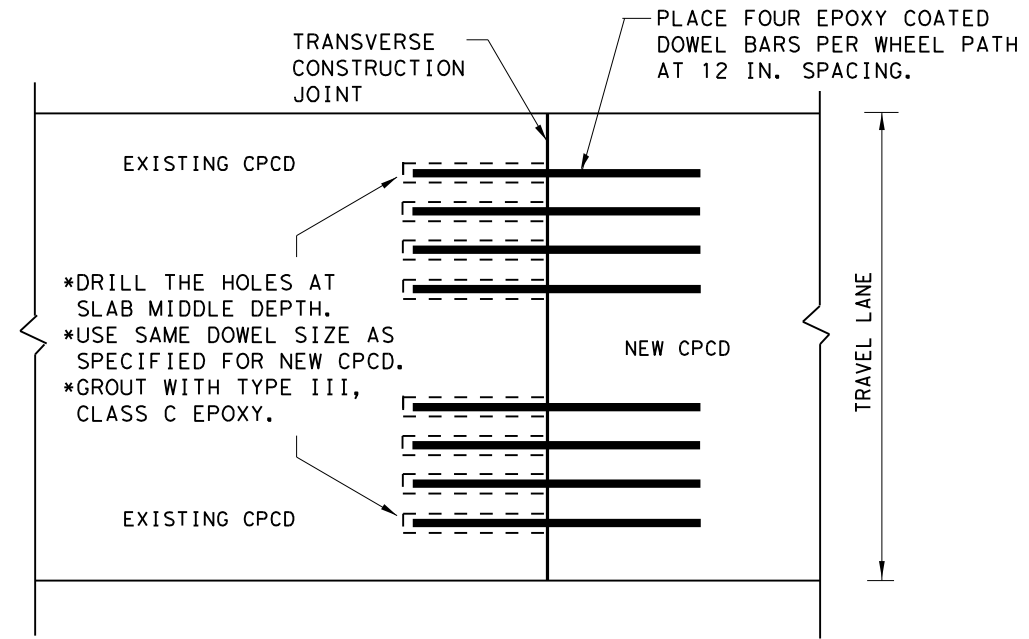 PLACE FOUR EPOXY COATED
DOWEL BARS PER WHEEL PATH
AT 12 IN. SPACING.
TRANSVERSE
CONSTRUCTION
JOINT
EXISTING CPCD
*DRILL THE HOLES AT
SLAB MIDDLE DEPTH.
*USE SAME DOWEL SIZE AS
SPECIFIED FOR NEW CPCD.
*GROUT WITH TYPE III,
CLASS C EPOXY.
NEW CPCD
TRAVEL LANE
EXISTING CPCD